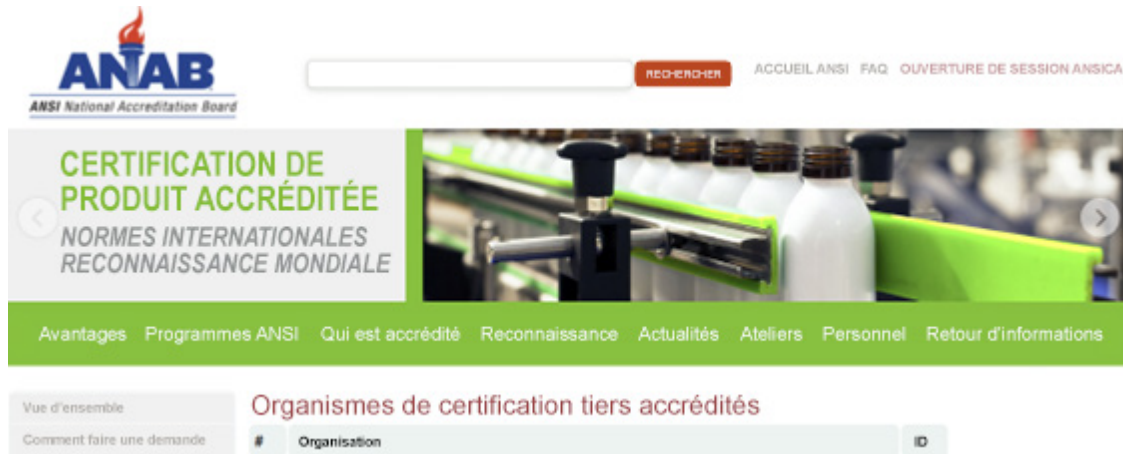 ANAB
ANSI National Accreditation Board
RECHERCHER
ACCUEIL ANSI FAQ OUVERTURE DE SESSION ANSICA
CERTIFICATION DE
PRODUIT ACCRÉDITÉE
NORMES INTERNATIONALES
RECONNAISSANCE MONDIALE
Avantages Programmes ANSI Qui est accrédité Reconnaissance Actualités Ateliers Personnel Retour d'informations
Vue d'ensemble
Comment faire une demande
Organismes de certification tiers accrédités
# Organisation ID